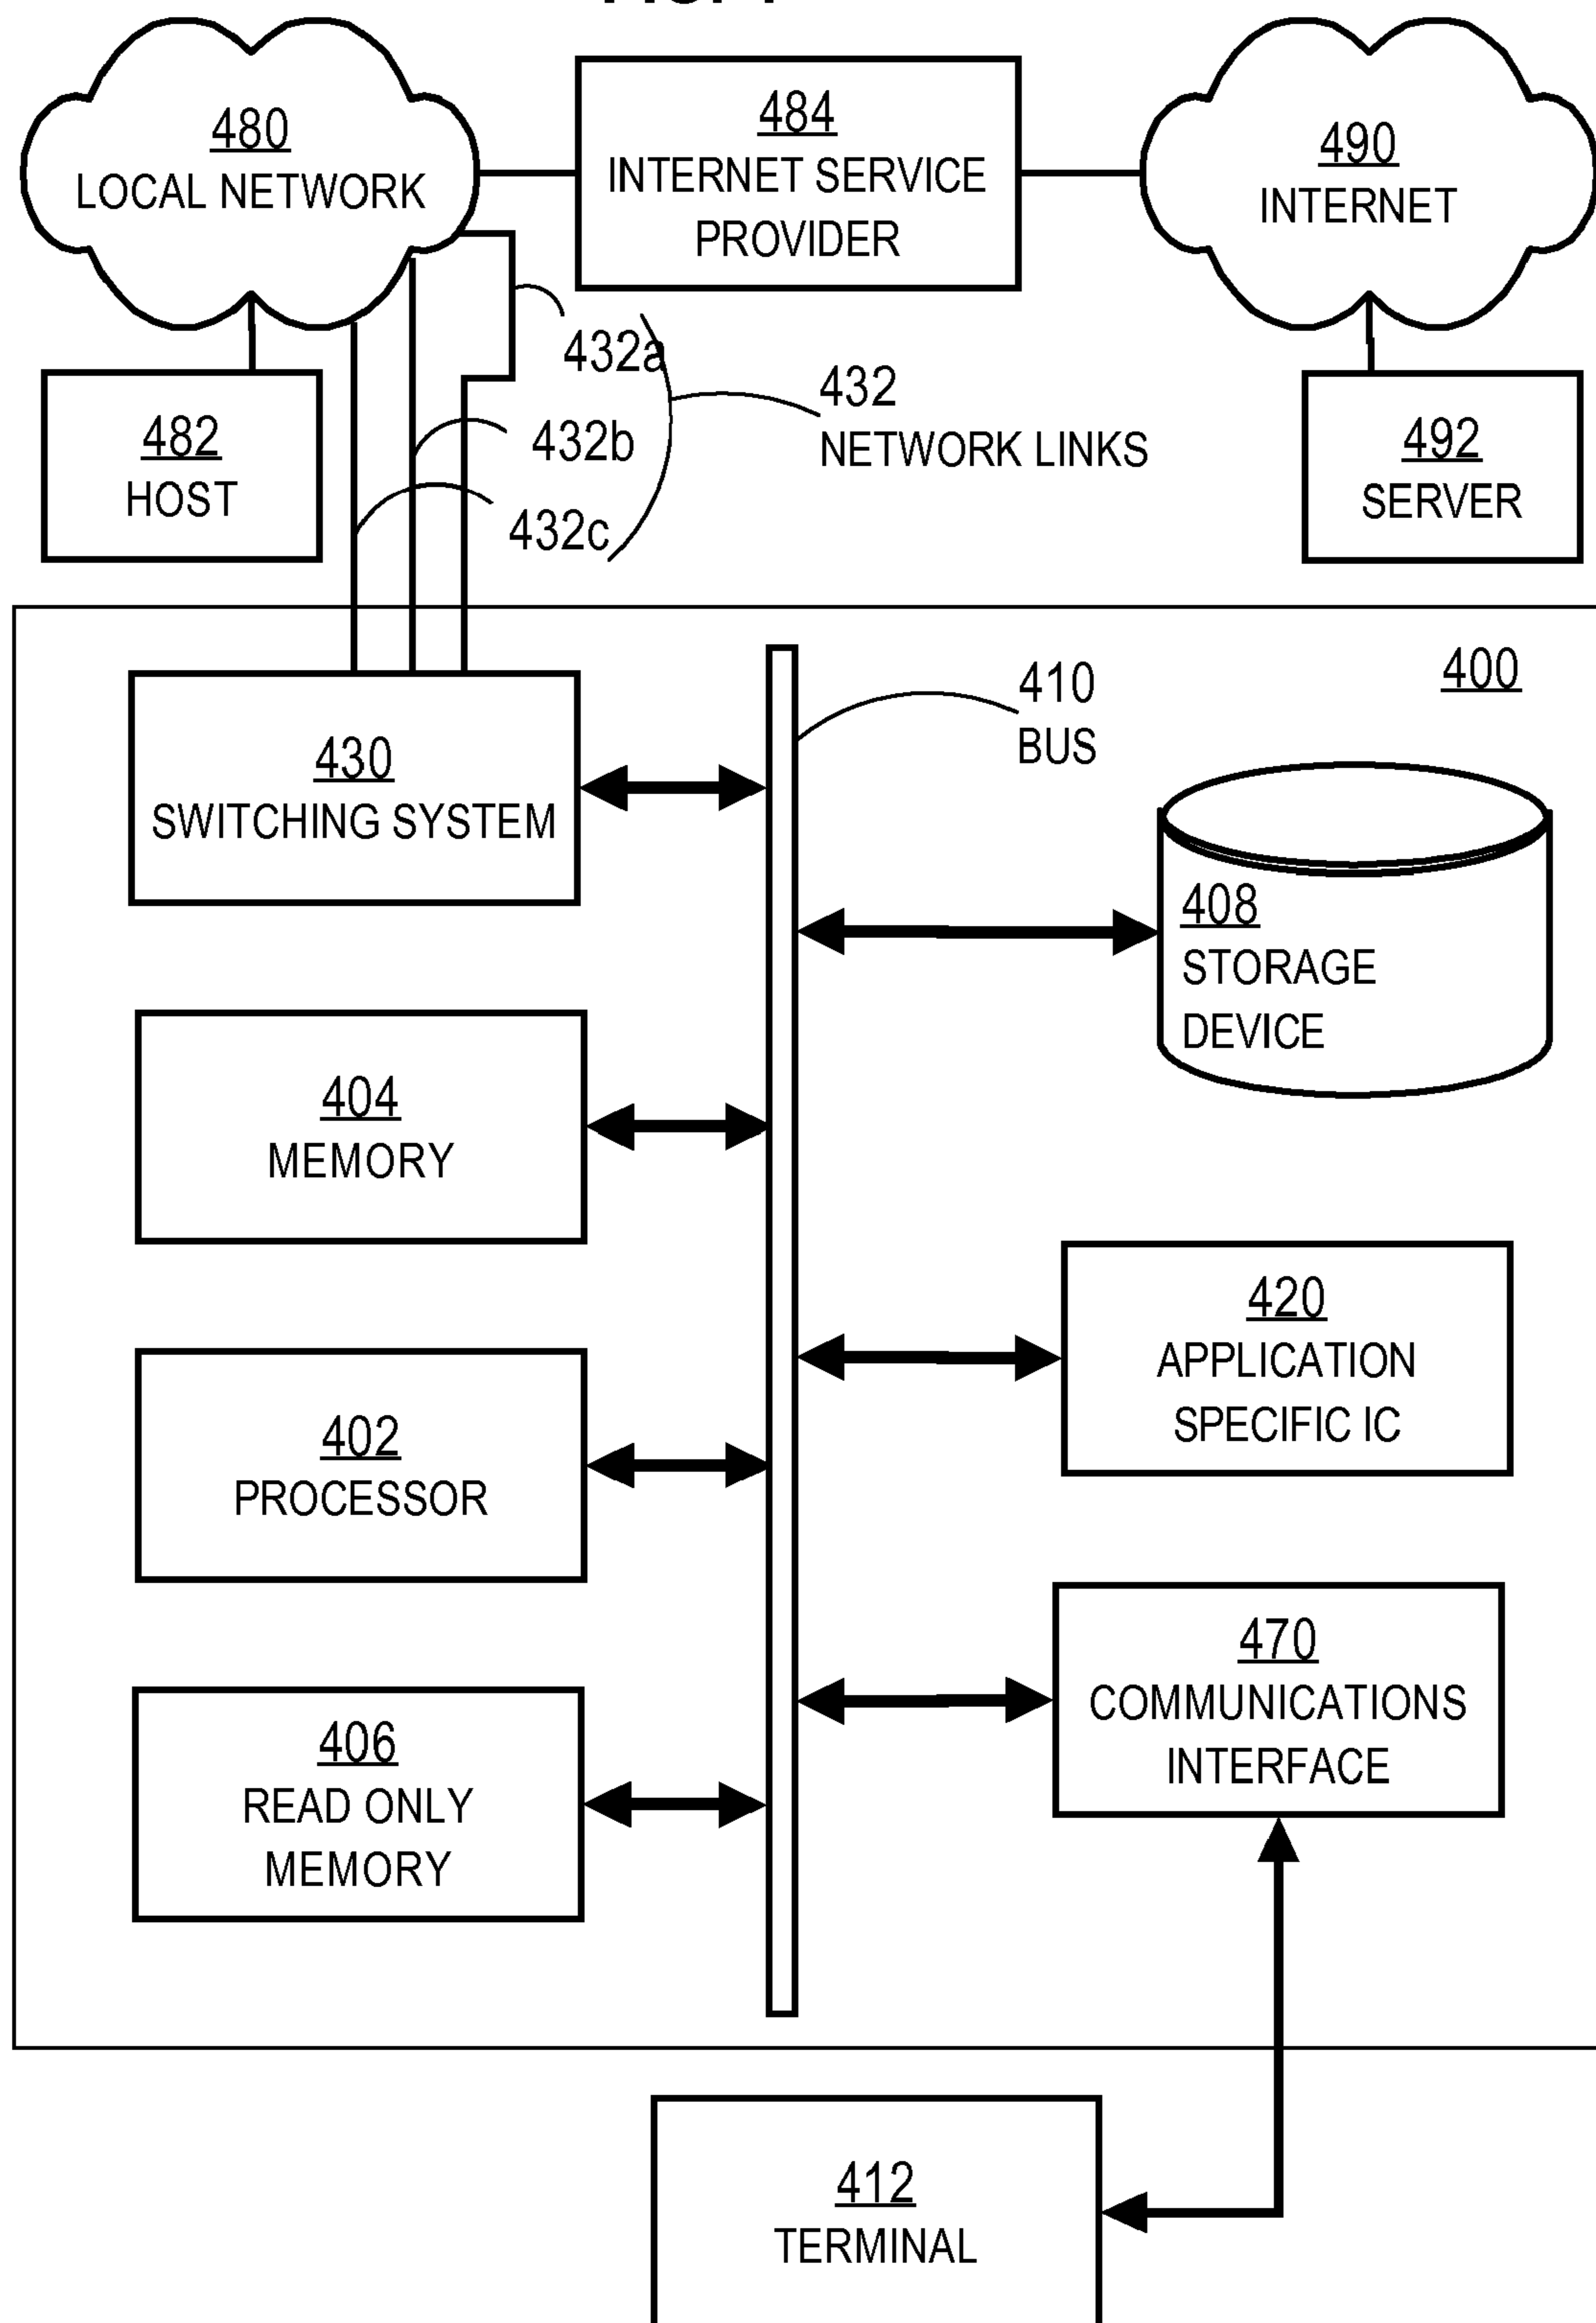 480
LOCAL NETWORK
484
INTERNET SERVICE
PROVIDER
490
INTERNET
432a
432
NETWORK LINKS
432b
432c
482
HOST
492
SERVER
400
410
BUS
430
SWITCHING SYSTEM
408
STORAGE
DEVICE
404
MEMORY
420
APPLICATION
SPECIFIC IC
402
PROCESSOR
470
COMMUNICATIONS
INTERFACE
406
READ ONLY
MEMORY
412
TERMINAL